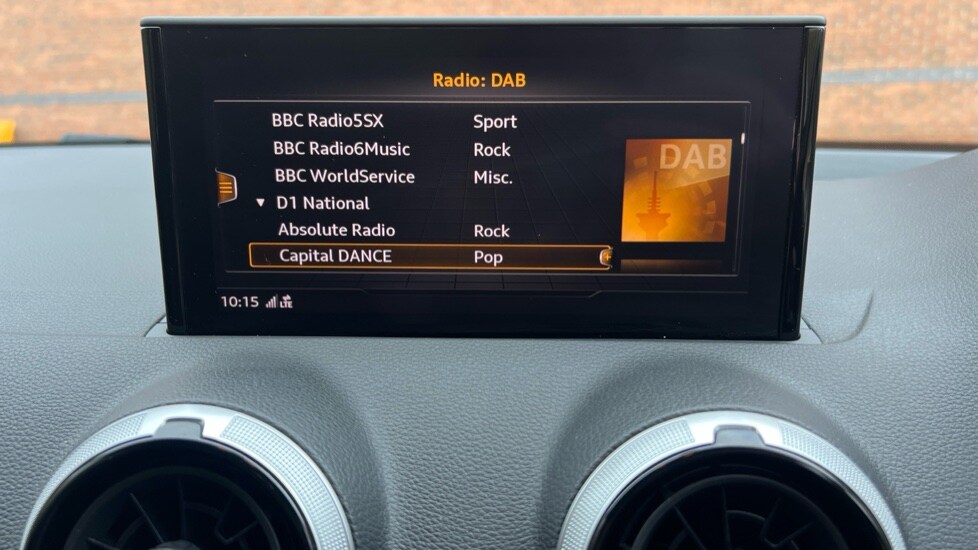 Radio: DAB
BBC Radio5SX Sport
BBC Radio6Music Rock
BBC WorldService Misc.
DAB
D1 National
Absolute Radio Rock
Capital DANCE Pop
10:15 LTE